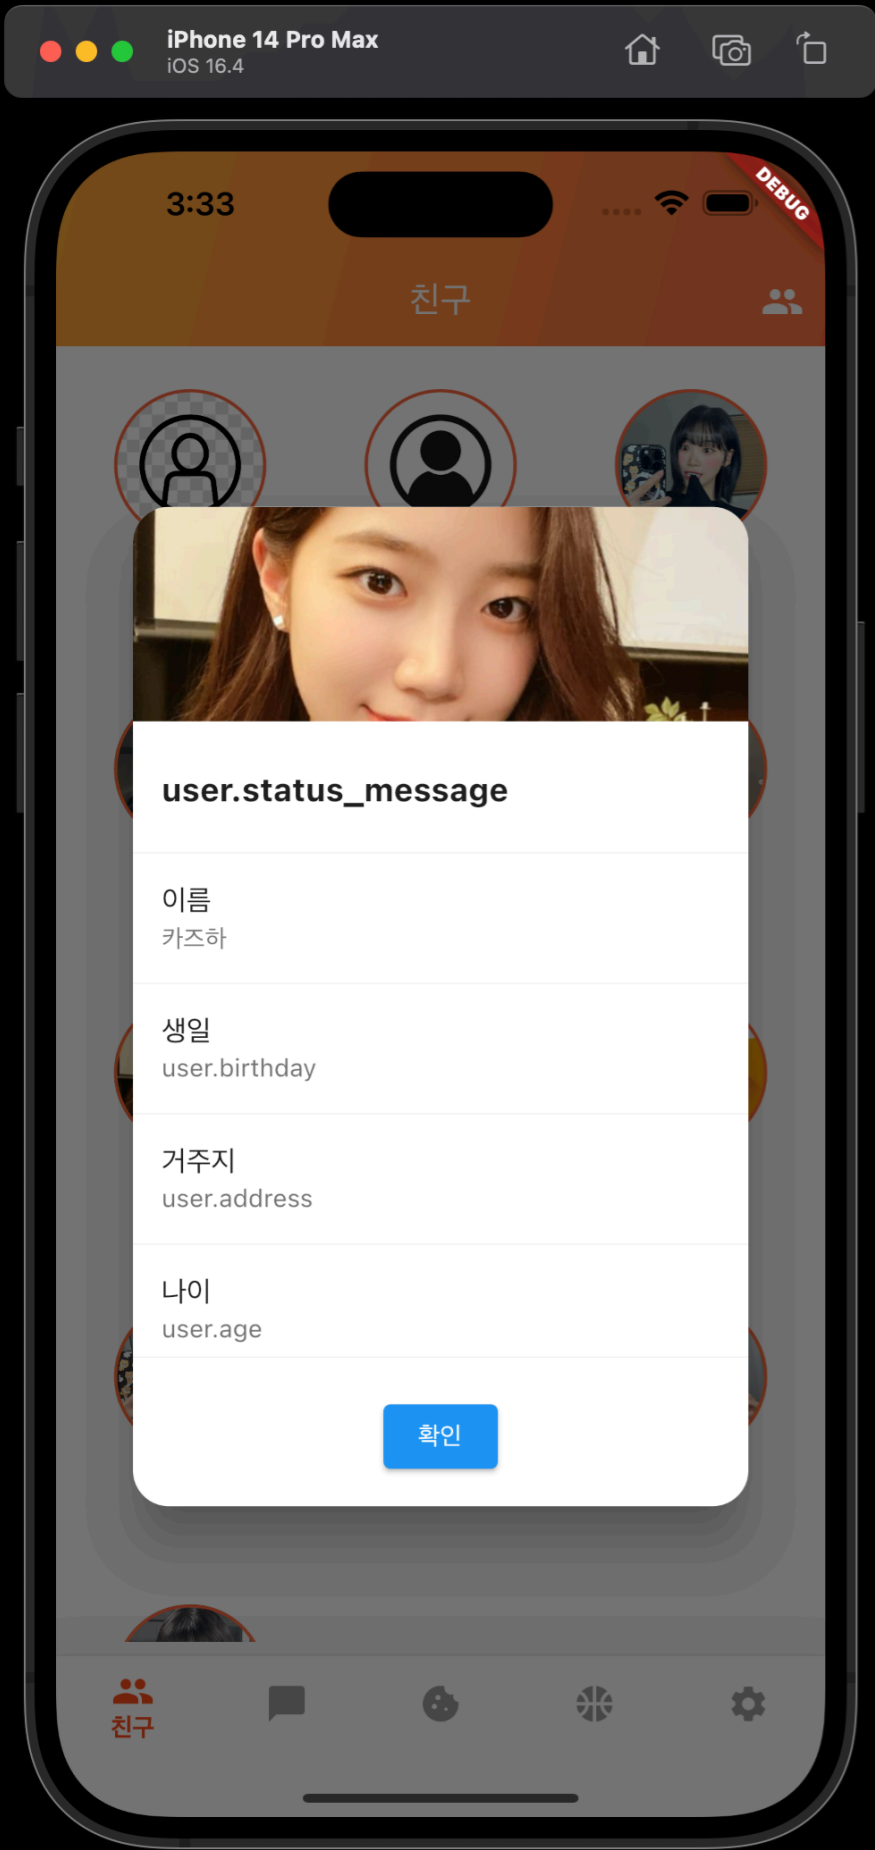 iPhone 14 Pro Max
iOS 16.4
3:33
DEBUG
친구
user.status_message
이름
카즈하
생일
user.birthday
거주지
user.address
나이
user.age
확인
친구